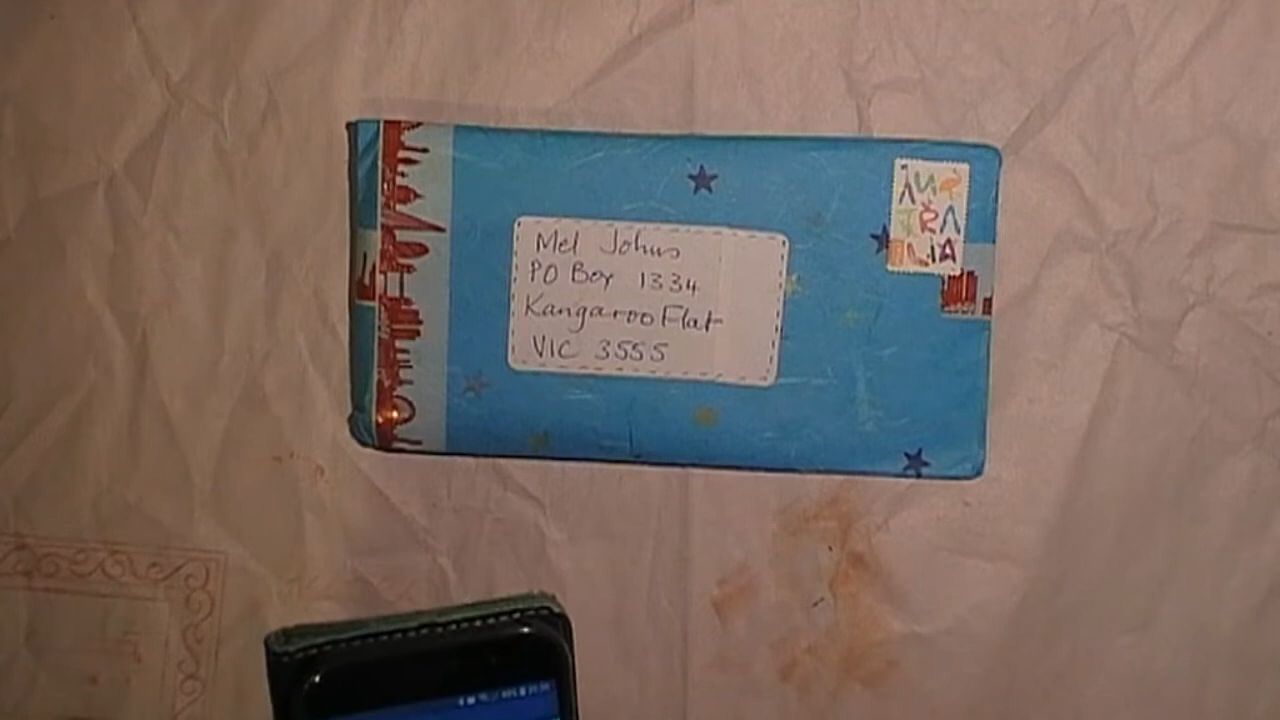 Mel Johns
PO Box 1334
Kangaroo Flat
VIC 3555
AUS
TRA
LIA